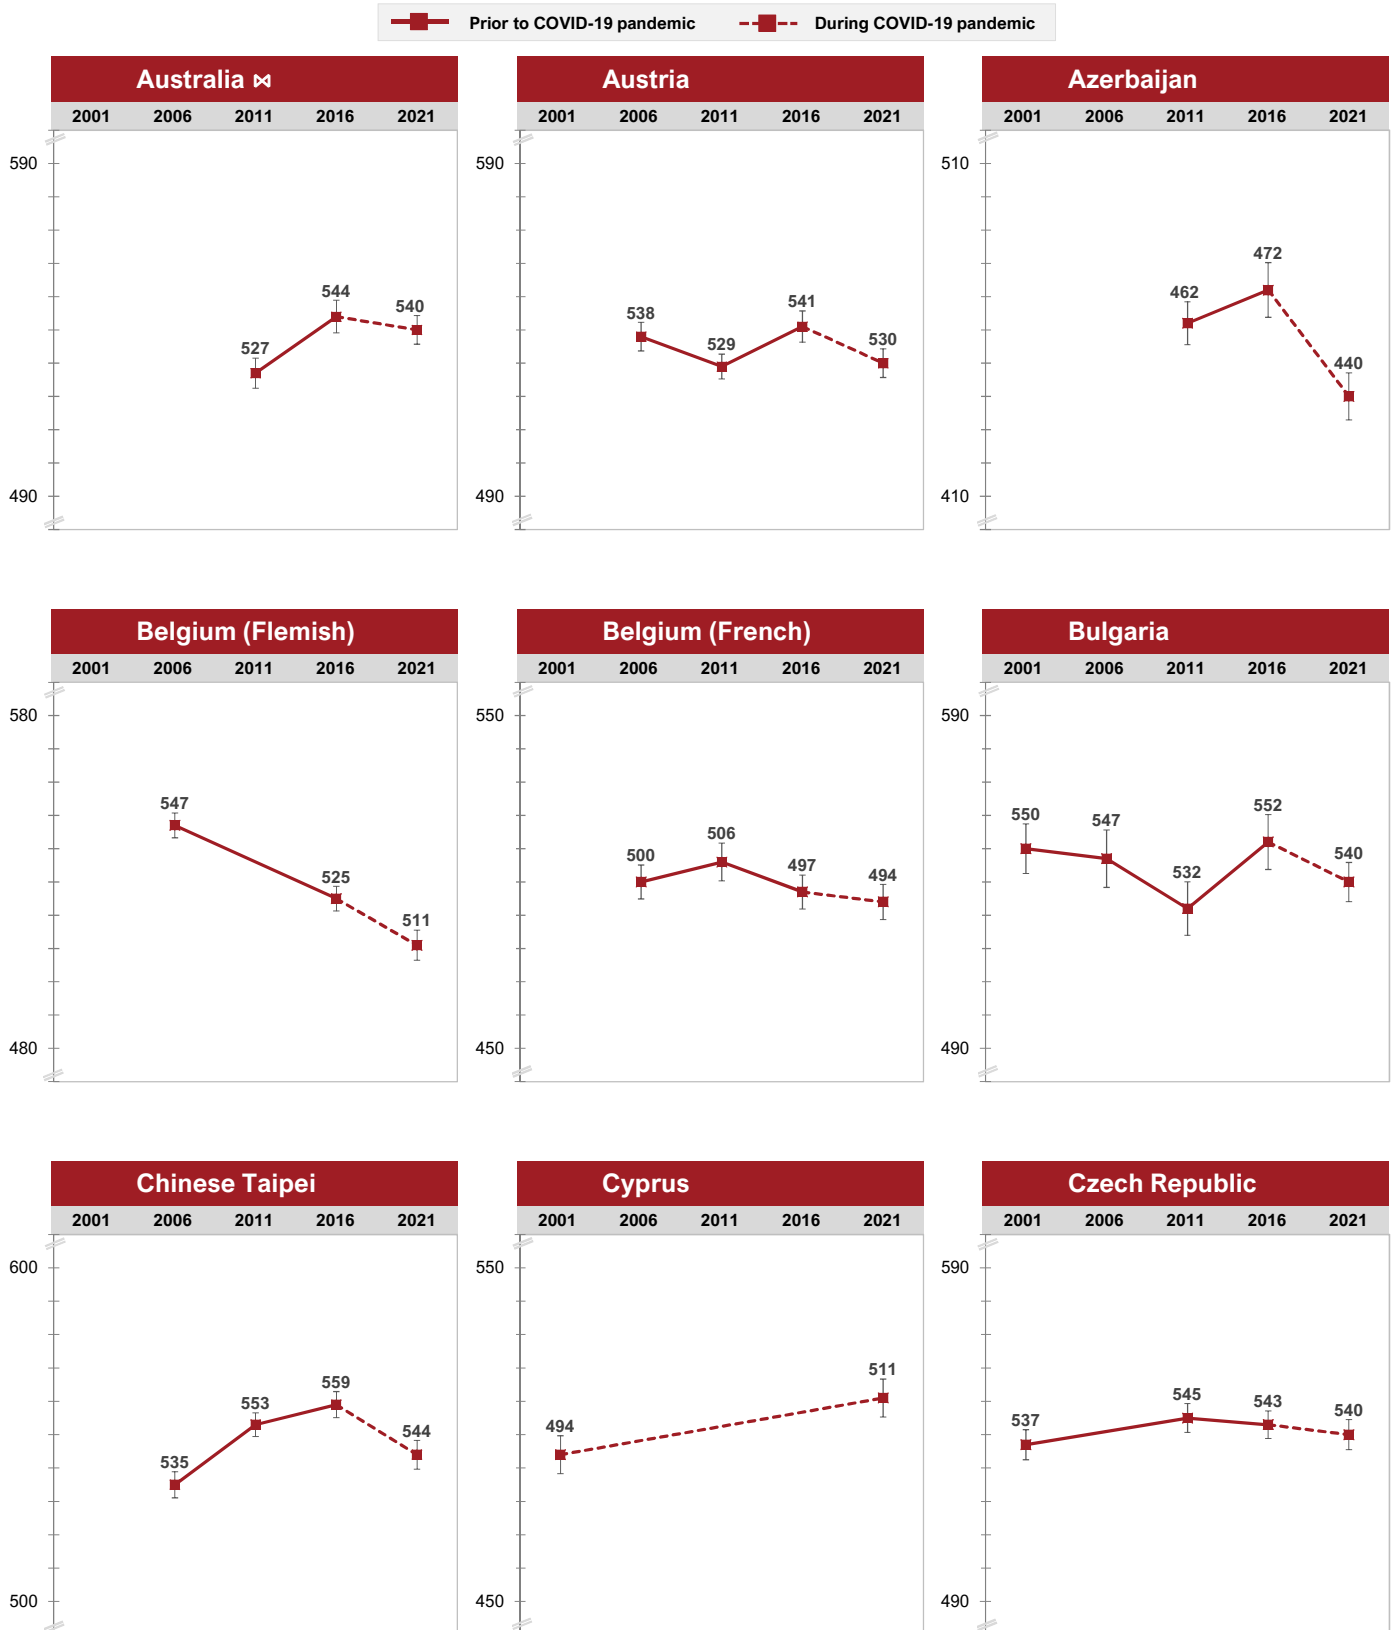 Prior to COVID-19 pandemic During COVID-19 pandemic
Australia ⋈ Austria Azerbaijan
2001 2006 2011 2016 2021 2001 2006 2011 2016 2021 2001 2006 2011 2016 2021
590 590 510
527 544 540
538 529 541 530
462 472 440
490 490 410
Belgium (Flemish) Belgium (French) Bulgaria
2001 2006 2011 2016 2021 2001 2006 2011 2016 2021 2001 2006 2011 2016 2021
580 550 590
547 525 511
500 506 497 494
550 547 532 552 540
480 450 490
Chinese Taipei Cyprus Czech Republic
2001 2006 2011 2016 2021 2001 2006 2011 2016 2021 2001 2006 2011 2016 2021
600 550 590
535 553 559 544
494 511
537 545 543 540
500 450 490